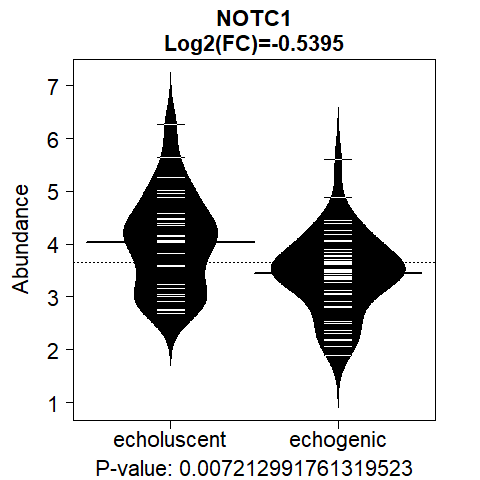 NOTC1
Log2(FC)=-0.5395
7
6
5
4
3
2
1
Abundance
echoluscent echogenic
P-value: 0.007212991761319523